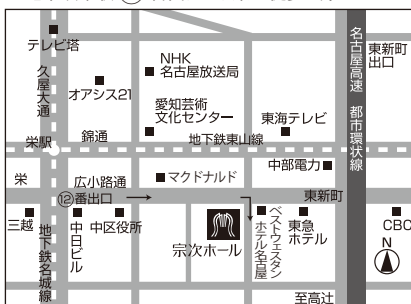 テレビ塔
久屋大通
オアシス21
NHK
名古屋放送局
愛知芸術
文化センター
東海テレビ
名古屋高速 都市環状線
東新町
出口
栄駅
錦通
地下鉄東山線
中部電力
栄
広小路通
マクドナルド
東新町
⑫番出口
三越
地下鉄名城線
中日ビル
中区役所
宗次ホール
ベストウェスタン
ホテル名古屋
東急
ホテル
CBC
N
至高辻